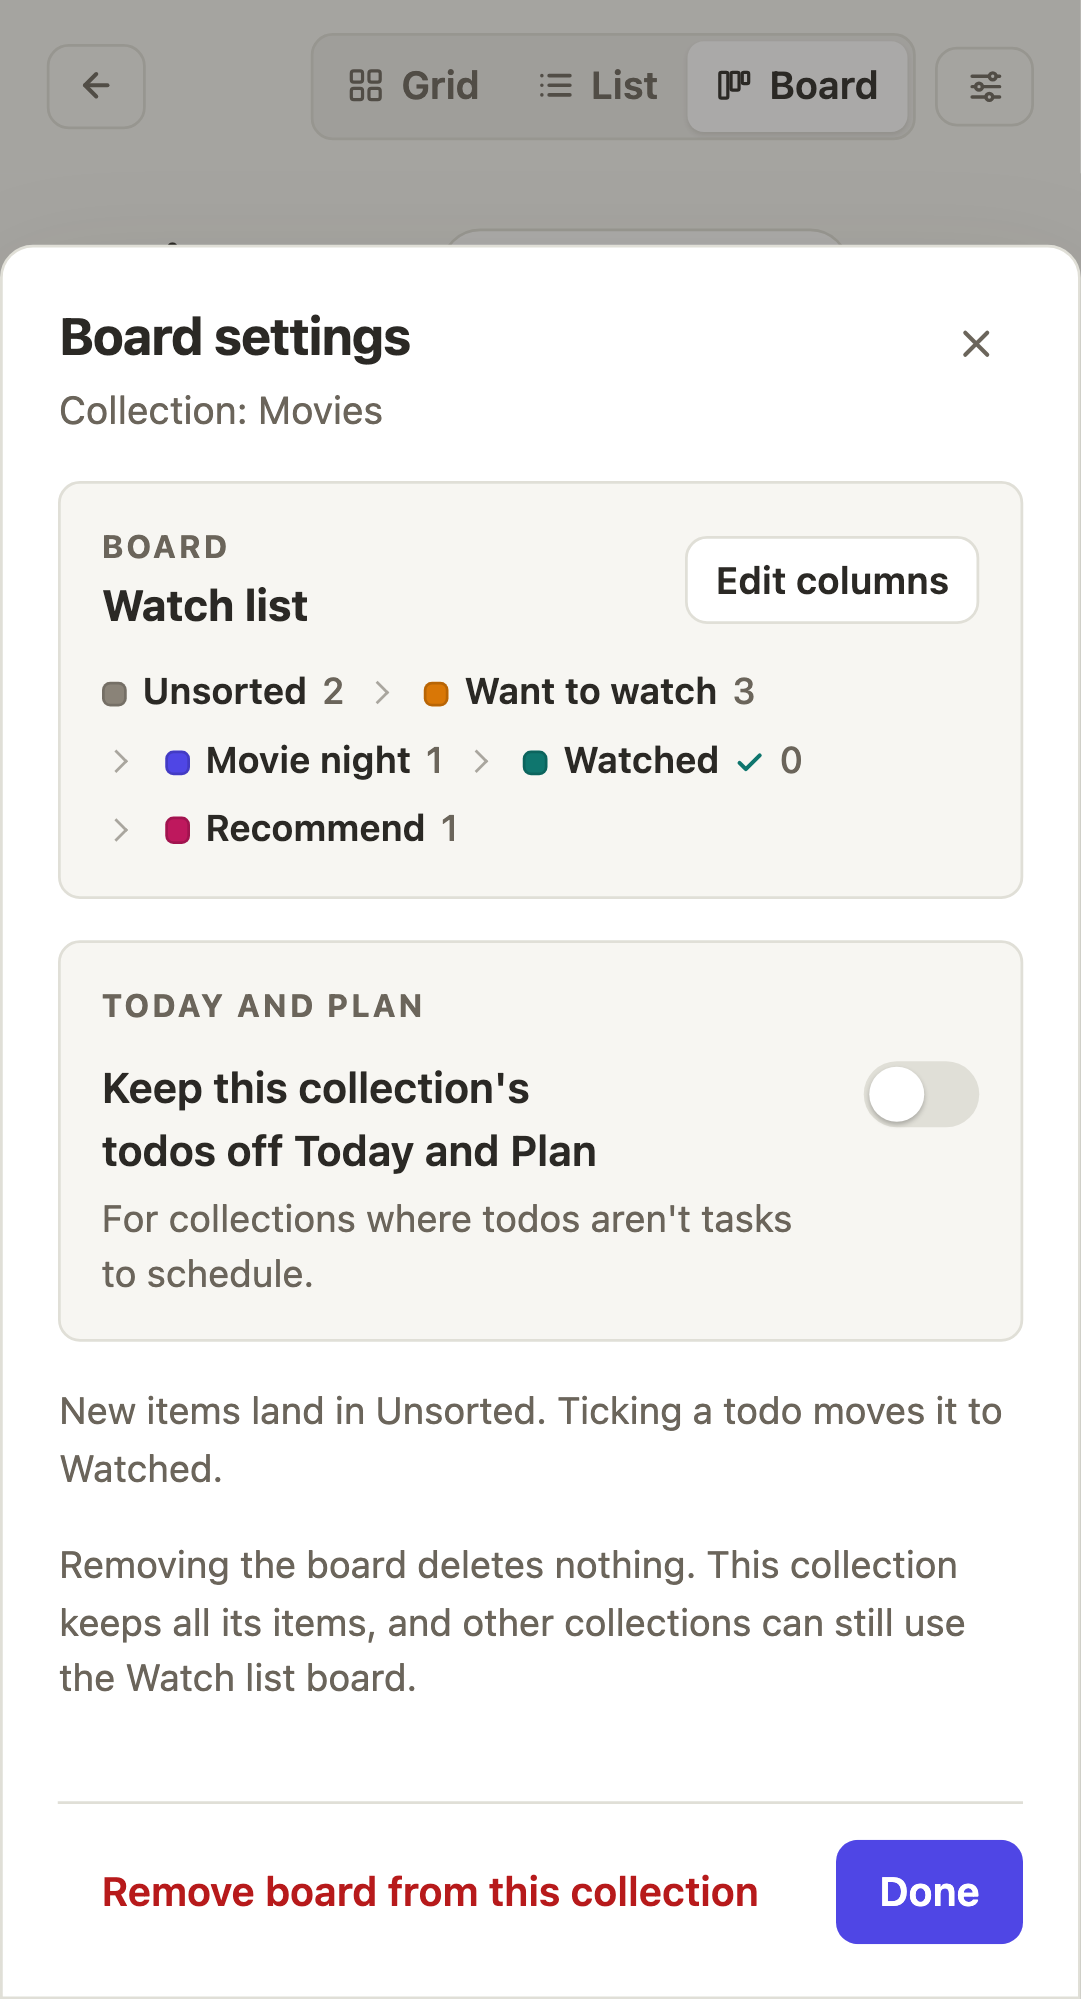 Grid List Board
Board settings
Collection: Movies
BOARD
Watch list
Edit columns
Unsorted 2 > Want to watch 3
> Movie night 1 > Watched ✓ 0
> Recommend 1
TODAY AND PLAN
Keep this collection's
todos off Today and Plan
For collections where todos aren't tasks
to schedule.
New items land in Unsorted. Ticking a todo moves it to
Watched.
Removing the board deletes nothing. This collection
keeps all its items, and other collections can still use
the Watch list board.
Remove board from this collection
Done